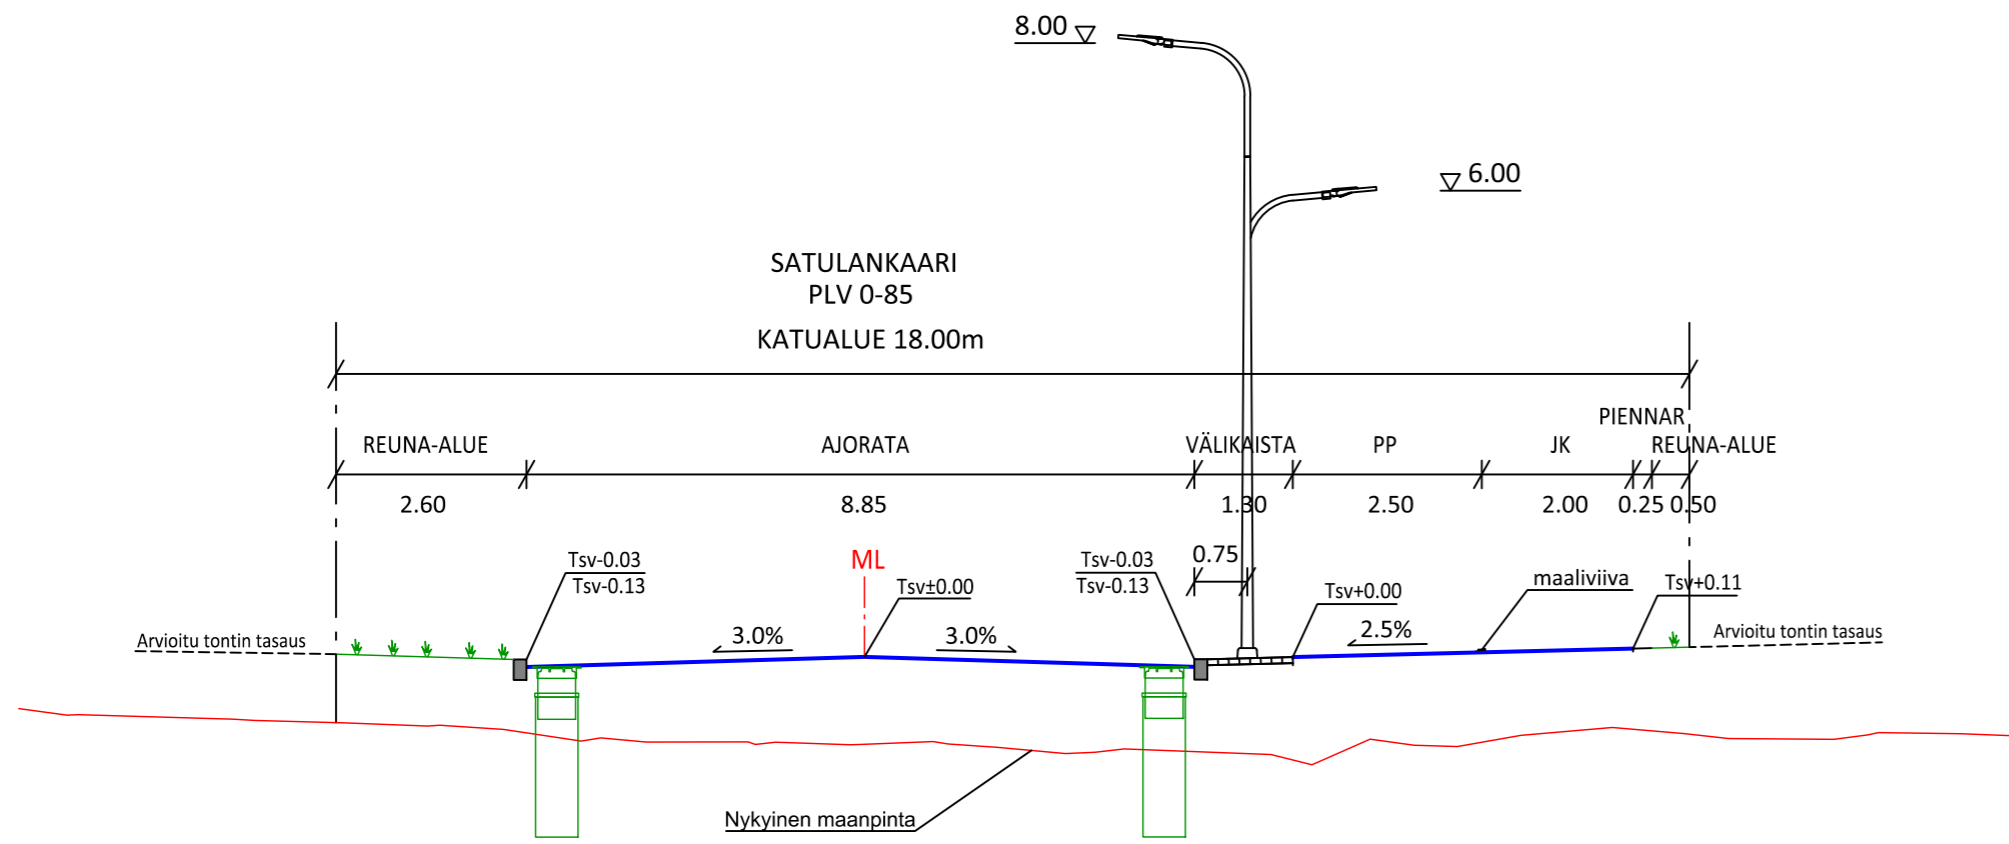 8.00
6.00
SATULANKAARI
PLV 0-85
KATUALUE 18.00m
PIENNAR
REUNA-ALUE AJORATA VÄLIKAISTA PP JK REUNA-ALUE
2.60 8.85 1.30 2.50 2.00 0.25 0.50
Tsv-0.03 ML Tsv-0.03 0.75
Tsv-0.13 Tsv±0.00 Tsv-0.13 Tsv+0.00 maaliviiva Tsv+0.11
Arvioitu tontin tasaus 3.0% 3.0% 2.5% Arvioitu tontin tasaus
Nykyinen maanpinta